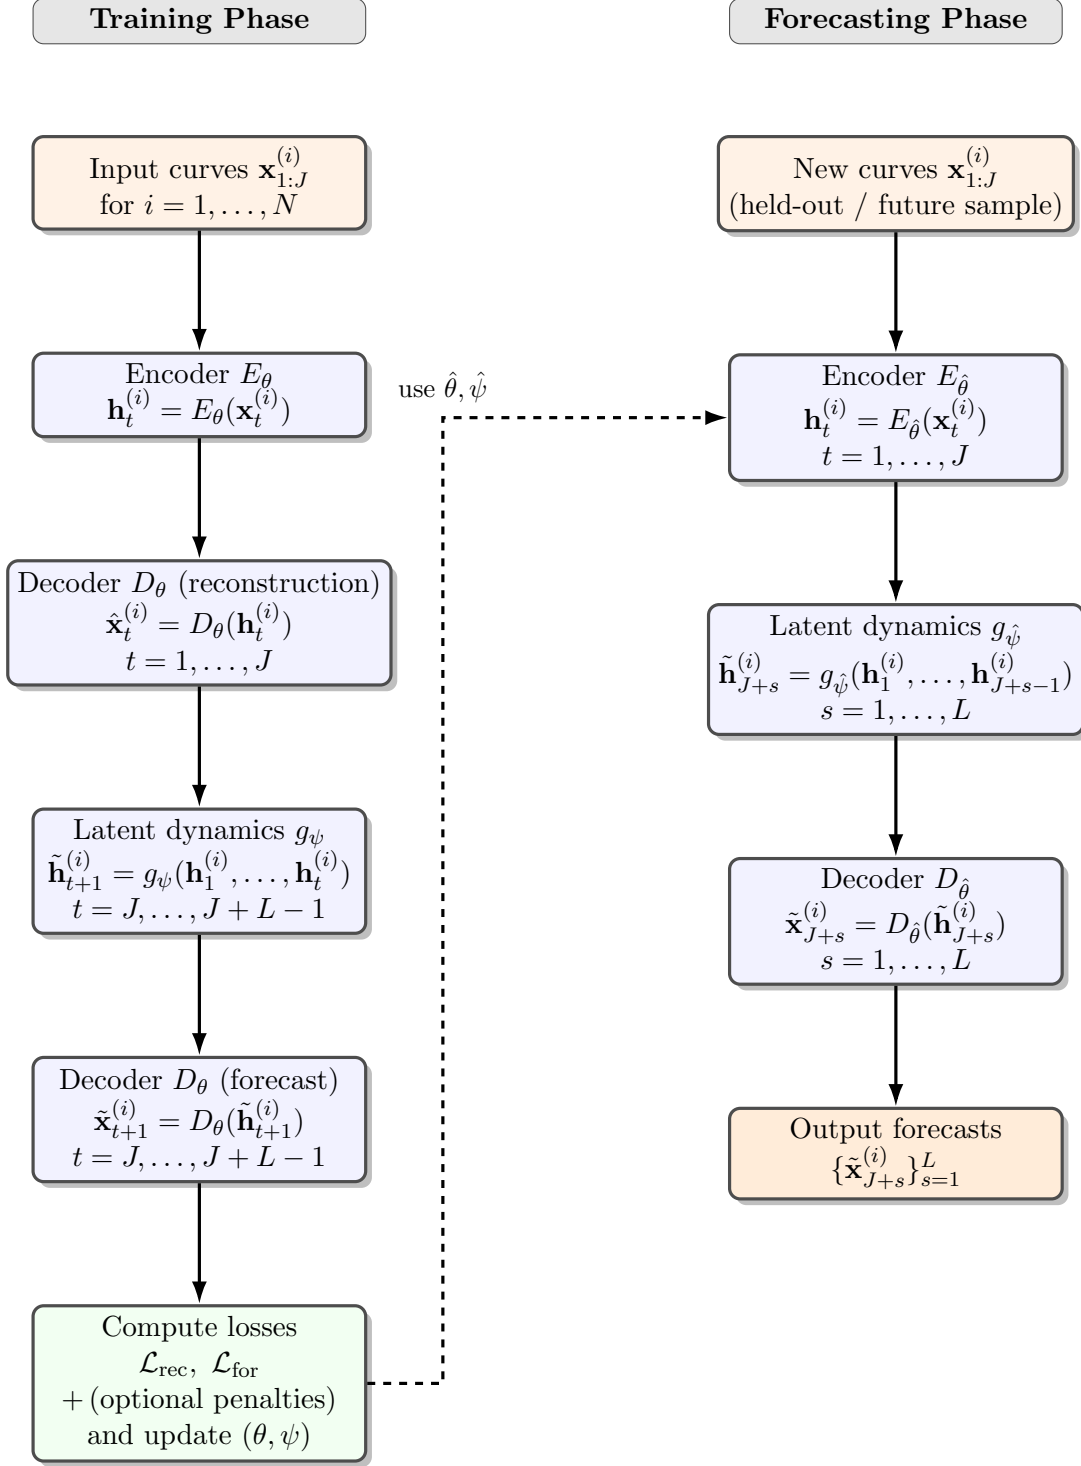 Training Phase
Input curves 𝐱₁:J⁽ⁱ⁾
for i = 1, . . . , N
Encoder E_θ
𝐡_t^{(i)} = E_θ(𝐱_t^{(i)})
Decoder D_θ (reconstruction)
𝐱̂_t^{(i)} = D_θ(𝐡_t^{(i)})
t = 1, . . . , J
Latent dynamics g_ψ
𝐡̃_{t+1}^{(i)} = g_ψ(𝐡_1^{(i)}, . . . , 𝐡_t^{(i)})
t = J, . . . , J + L − 1
Decoder D_θ (forecast)
𝐱̃_{t+1}^{(i)} = D_θ(𝐡̃_{t+1}^{(i)})
t = J, . . . , J + L − 1
Compute losses
ℒ_rec, ℒ_for
+ (optional penalties)
and update (θ, ψ)
use θ̂, ψ̂
Forecasting Phase
New curves 𝐱_{1:J}^{(i)}
(held-out / future sample)
Encoder E_θ̂
𝐡_t^{(i)} = E_θ̂(𝐱_t^{(i)})
t = 1, . . . , J
Latent dynamics g_ψ̂
𝐡̃_{J+s}^{(i)} = g_ψ̂(𝐡_1^{(i)}, . . . , 𝐡_{J+s−1}^{(i)})
s = 1, . . . , L
Decoder D_θ̂
𝐱̃_{J+s}^{(i)} = D_θ̂(𝐡̃_{J+s}^{(i)})
s = 1, . . . , L
Output forecasts
{𝐱̃_{J+s}^{(i)}}_{s=1}^{L}